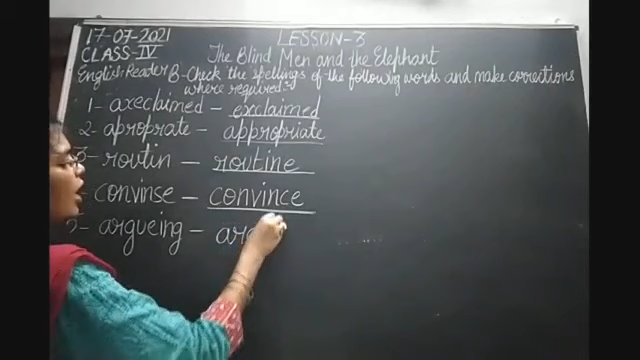 17-07-2021 LESSON-3
CLASS-IV The Blind Men and the Elephant
English Reader B-Check the spellings of the following words and make corrections
where required:-
1- axeclaimed - exclaimed
2- aproprate - appropriate
3- routin - routine
- convinse - convince
5- argueing - ar